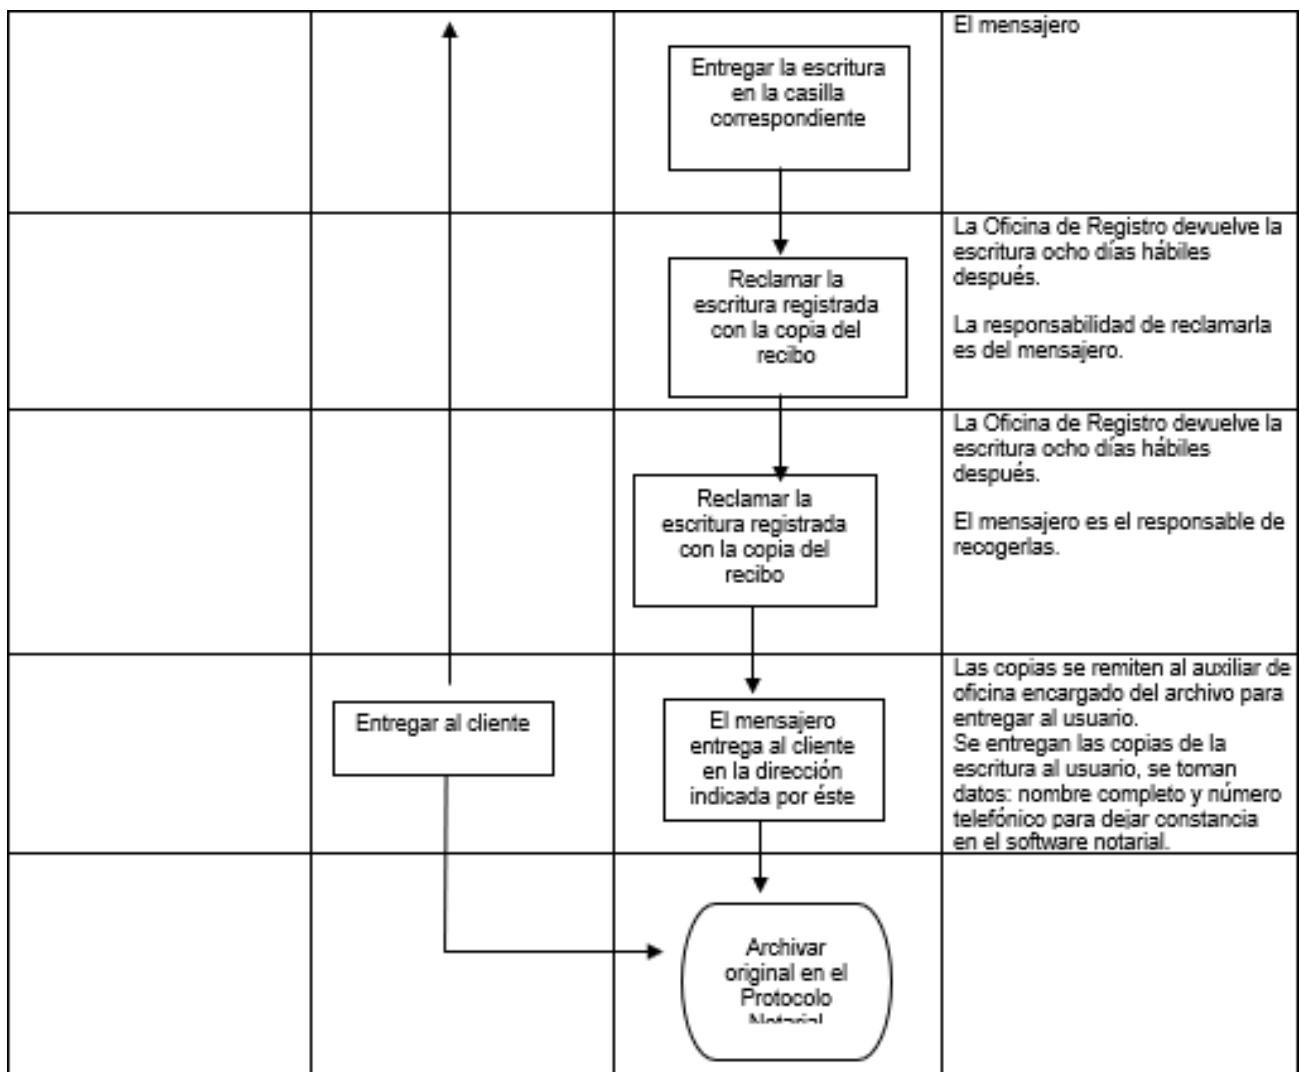 El mensajero
Entregar la escritura
en la casilla
correspondiente
La Oficina de Registro devuelve la
escritura ocho días hábiles
después.
La responsabilidad de reclamarla
es del mensajero.
Reclamar la
escritura registrada
con la copia del
recibo
La Oficina de Registro devuelve la
escritura ocho días hábiles
después.
El mensajero es el responsable de
recogerlas.
Reclamar la
escritura registrada
con la copia del
recibo
Las copias se remiten al auxiliar de
oficina encargado del archivo para
entregar al usuario.
Se entregan las copias de la
escritura al usuario, se toman
datos: nombre completo y número
telefónico para dejar constancia
en el software notarial.
Entregar al cliente
El mensajero
entrega al cliente
en la dirección
indicada por éste
Archivar
original en el
Protocolo
Notarial